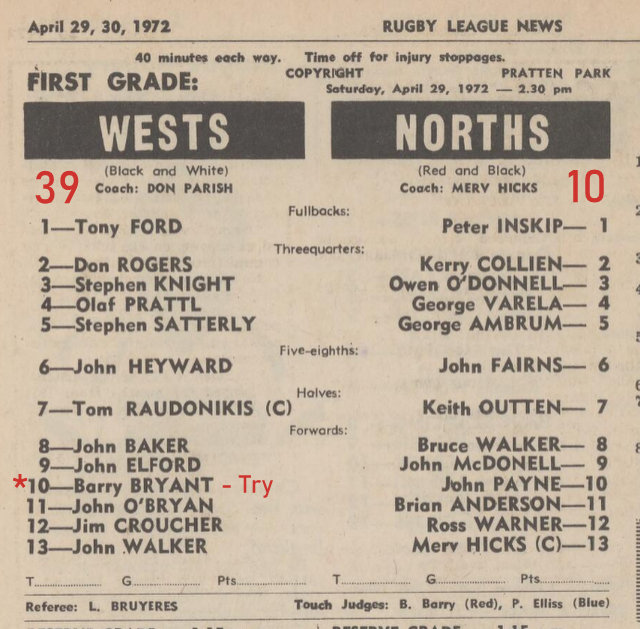 April 29, 30, 1972 RUGBY LEAGUE NEWS
40 minutes each way. Time off for injury stoppages.
FIRST GRADE: COPYRIGHT PRATTEN PARK
Saturday, April 29, 1972 — 2.30 pm
WESTS NORTHS
(Black and White) (Red and Black)
39 Coach: DON PARISH Coach: MERV HICKS 10
Fullbacks:
1—Tony FORD Peter INSKIP— 1
Threequarters:
2—Don ROGERS Kerry COLLIEN— 2
3—Stephen KNIGHT Owen O'DONNELL— 3
4—Olaf PRATTL George VARELA— 4
5—Stephen SATTERLY George AMBRUM— 5
Five-eighths:
6—John HEYWARD John FAIRNS— 6
Halves:
7—Tom RAUDONIKIS (C) Keith OUTTEN— 7
Forwards:
8—John BAKER Bruce WALKER— 8
9—John ELFORD John McDONELL— 9
*10—Barry BRYANT - Try John PAYNE—10
11—John O'BRYAN Brian ANDERSON—11
12—Jim CROUCHER Ross WARNER—12
13—John WALKER Merv HICKS (C)—13
T............ G............ Pts............ T............ G............ Pts............
Referee: L. BRUYERES Touch Judges: B. Barry (Red), P. Elliss (Blue)